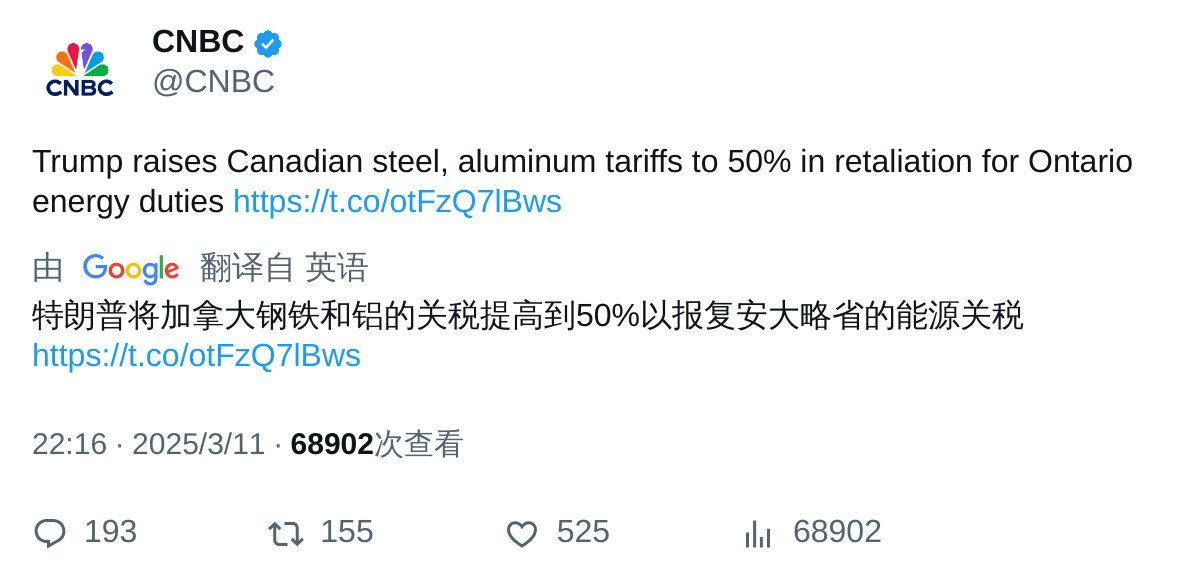 CNBC
CNBC
@CNBC
Trump raises Canadian steel, aluminum tariffs to 50% in retaliation for Ontario
energy duties https://t.co/otFzQ7lBws
由 Google 翻译自 英语
特朗普将加拿大钢铁和铝的关税提高到50%以报复安大略省的能源关税
https://t.co/otFzQ7lBws
22:16 · 2025/3/11 · 68902次查看
193 155 525 68902